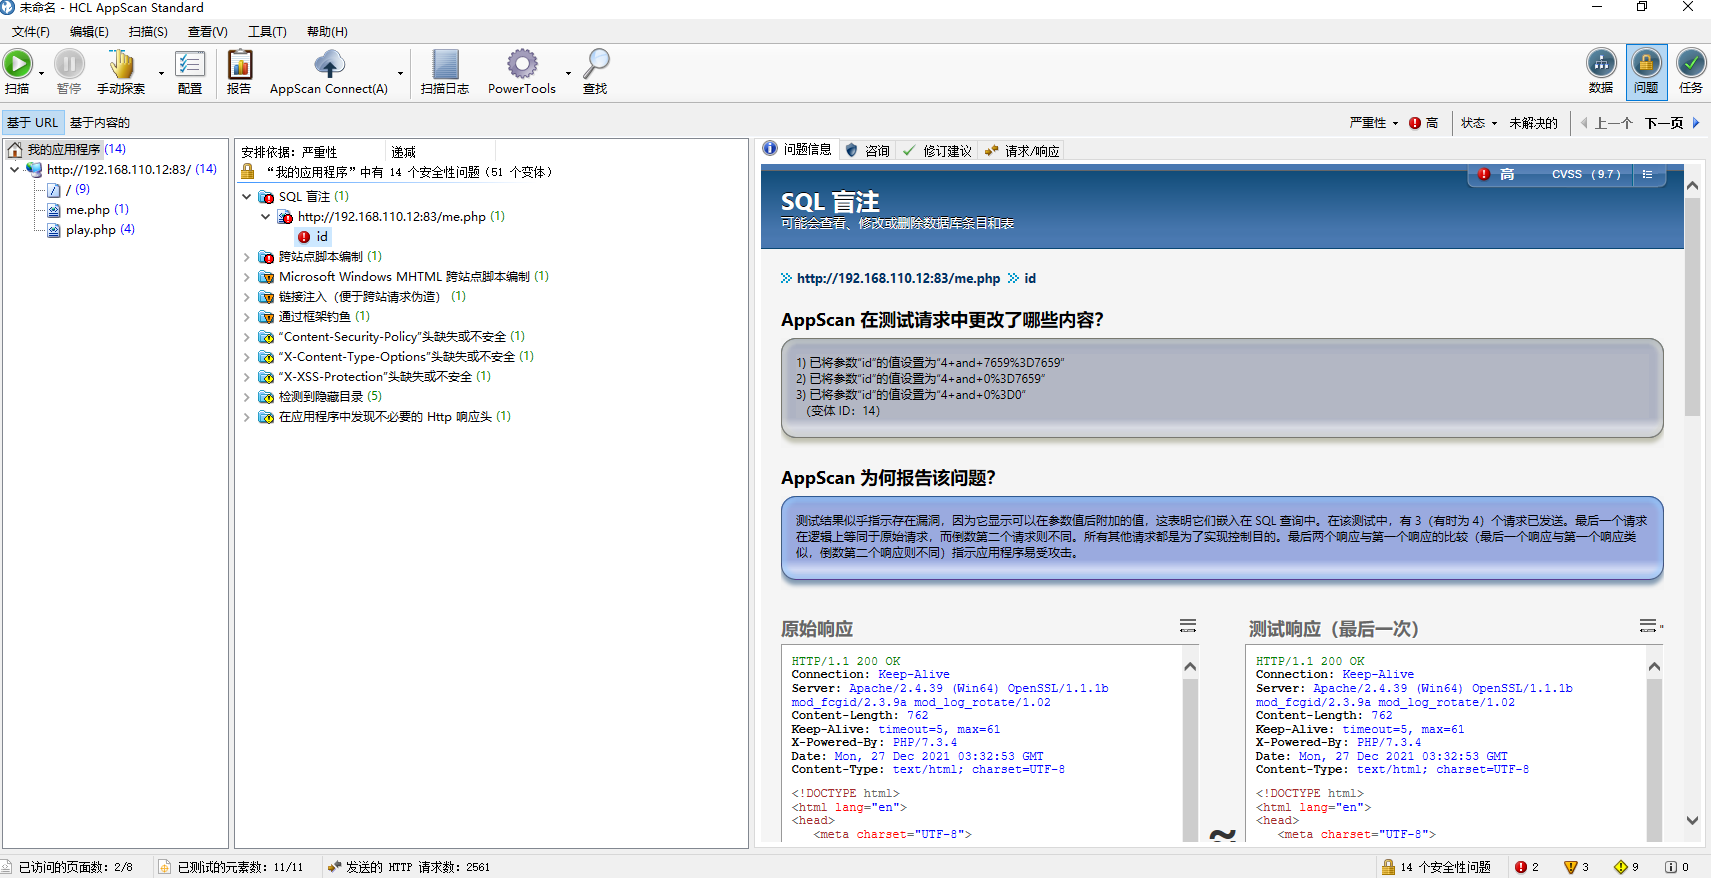 未命名 - HCL AppScan Standard
文件(F) 编辑(E) 扫描(S) 查看(V) 工具(T) 帮助(H)
扫描 暂停 手动探索 配置 报告 AppScan Connect(A) 扫描日志 PowerTools 查找 数据 问题 任务
基于 URL 基于内容的 严重性 高 状态 未解决的 上一个 下一页
我的应用程序 (14)
http://192.168.110.12:83/ (14)
/ (9)
me.php (1)
play.php (4)
安排依据：严重性 递减
“我的应用程序”中有 14 个安全性问题（51 个变体）
SQL 盲注 (1)
http://192.168.110.12:83/me.php (1)
id
跨站点脚本编制 (1)
Microsoft Windows MHTML 跨站点脚本编制 (1)
链接注入（便于跨站请求伪造） (1)
通过框架钓鱼 (1)
“Content-Security-Policy”头缺失或不安全 (1)
“X-Content-Type-Options”头缺失或不安全 (1)
“X-XSS-Protection”头缺失或不安全 (1)
检测到隐藏目录 (5)
在应用程序中发现不必要的 Http 响应头 (1)
问题信息 咨询 修订建议 请求/响应
高 CVSS （9.7）
SQL 盲注
可能会查看、修改或删除数据库条目和表
http://192.168.110.12:83/me.php id
AppScan 在测试请求中更改了哪些内容?
1) 已将参数“id”的值设置为“4+and+7659%3D7659”
2) 已将参数“id”的值设置为“4+and+0%3D7659”
3) 已将参数“id”的值设置为“4+and+0%3D0”
（变体 ID：14）
AppScan 为何报告该问题?
测试结果似乎指示存在漏洞，因为它显示可以在参数值后附加的值，这表明它们嵌入在 SQL 查询中。在该测试中，有 3（有时为 4）个请求已发送。最后一个请求
在逻辑上等同于原始请求，而倒数第二个请求则不同。所有其他请求都是为了实现控制目的。最后两个响应与第一个响应的比较（最后一个响应与第一个响应类
似，倒数第二个响应则不同）指示应用程序易受攻击。
原始响应
HTTP/1.1 200 OK
Connection: Keep-Alive
Server: Apache/2.4.39 (Win64) OpenSSL/1.1.1b
mod_fcgid/2.3.9a mod_log_rotate/1.02
Content-Length: 762
Keep-Alive: timeout=5, max=61
X-Powered-By: PHP/7.3.4
Date: Mon, 27 Dec 2021 03:32:53 GMT
Content-Type: text/html; charset=UTF-8
<!DOCTYPE html>
<html lang="en">
<head>
<meta charset="UTF-8">
~
测试响应（最后一次）
HTTP/1.1 200 OK
Connection: Keep-Alive
Server: Apache/2.4.39 (Win64) OpenSSL/1.1.1b
mod_fcgid/2.3.9a mod_log_rotate/1.02
Content-Length: 762
Keep-Alive: timeout=5, max=61
X-Powered-By: PHP/7.3.4
Date: Mon, 27 Dec 2021 03:32:53 GMT
Content-Type: text/html; charset=UTF-8
<!DOCTYPE html>
<html lang="en">
<head>
<meta charset="UTF-8">
已访问的页面数：2/8 已测试的元素数：11/11 发送的 HTTP 请求数：2561 14 个安全性问题 2 3 9 0